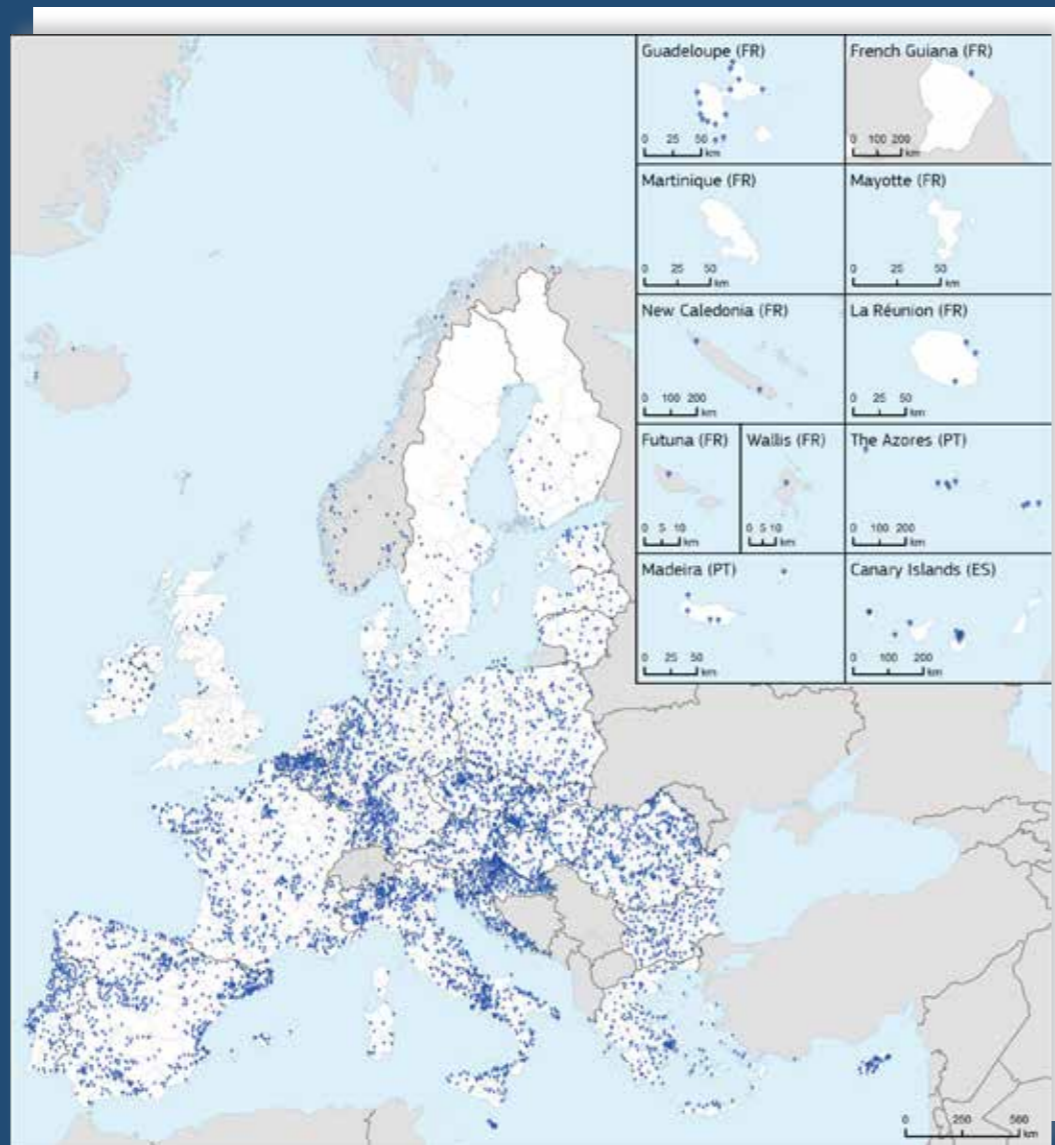 Guadeloupe (FR)
0 25 50
km
French Guiana (FR)
0 100 200
km
Martinique (FR)
0 25 50
km
Mayotte (FR)
0 50
km
New Caledonia (FR)
0 100 200
km
La Réunion (FR)
0 25 50
km
Futuna (FR)
0 5 10
km
Wallis (FR)
0 5 10
km
The Azores (PT)
0 100 200
km
Madeira (PT)
0 25 50
km
Canary Islands (ES)
0 100 200
km
0 250 500
km